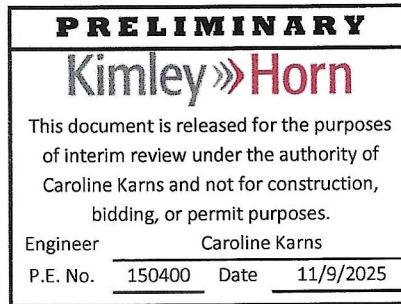 PRELIMINARY
Kimley»Horn
This document is released for the purposes
of interim review under the authority of
Caroline Karns and not for construction,
bidding, or permit purposes.
Engineer Caroline Karns
P.E. No. 150400 Date 11/9/2025